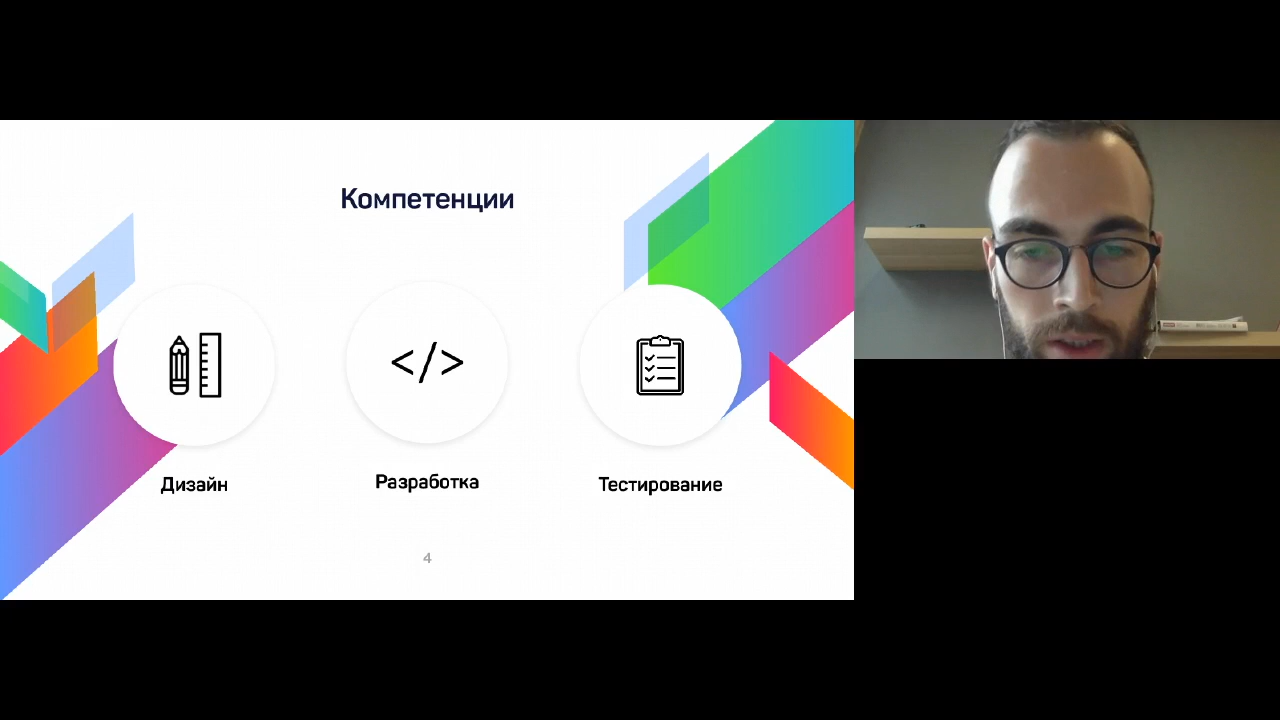 Компетенции
</>
Дизайн
Разработка
Тестирование
4